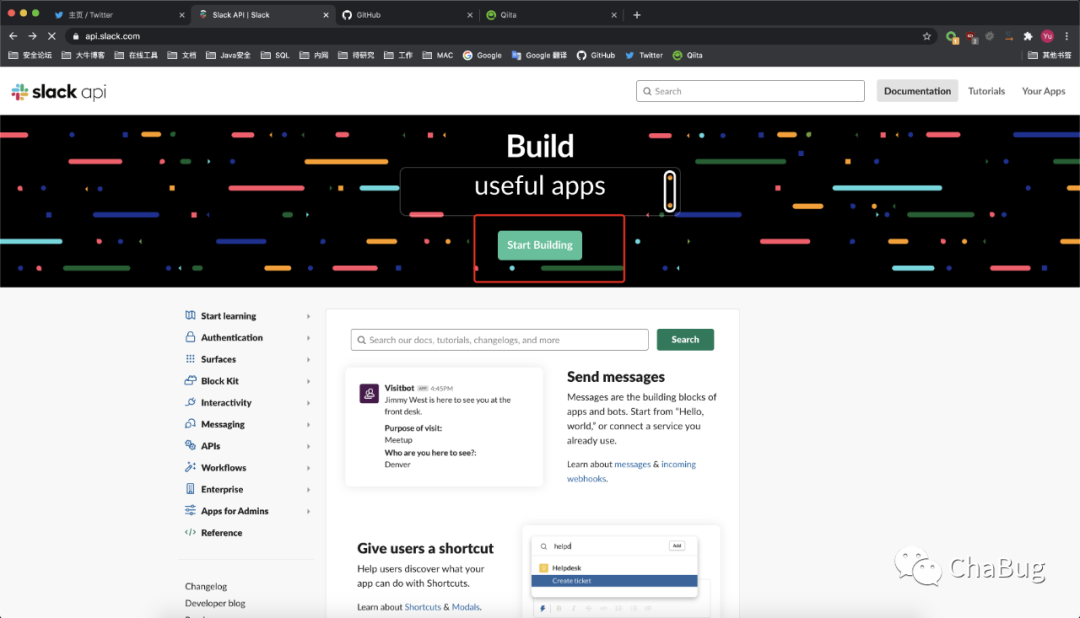 主页 / Twitter
Slack API | Slack
GitHub
Qiita
api.slack.com
Yu
安全论坛
大牛博客
在线工具
文档
Java安全
SQL
内网
待研究
工作
MAC
Google
Google 翻译
GitHub
Twitter
Qiita
其他书签
slack api
Search
Documentation
Tutorials
Your Apps
Build
useful apps
Start Building
Start learning
Authentication
Surfaces
Block Kit
Interactivity
Messaging
APIs
Workflows
Enterprise
Apps for Admins
Reference
Changelog
Developer blog
Search our docs, tutorials, changelogs, and more
Search
Visitbot APP 4:45PM
Jimmy West is here to see you at the
front desk.
Purpose of visit:
Meetup
Who are you here to see?:
Denver
Send messages
Messages are the building blocks of
apps and bots. Start from “Hello,
world,” or connect a service you
already use.
Learn about messages & incoming
webhooks.
Give users a shortcut
Help users discover what your
app can do with Shortcuts.
Learn about Shortcuts & Modals.
helpd
Add
Helpdesk
Create ticket
ChaBug